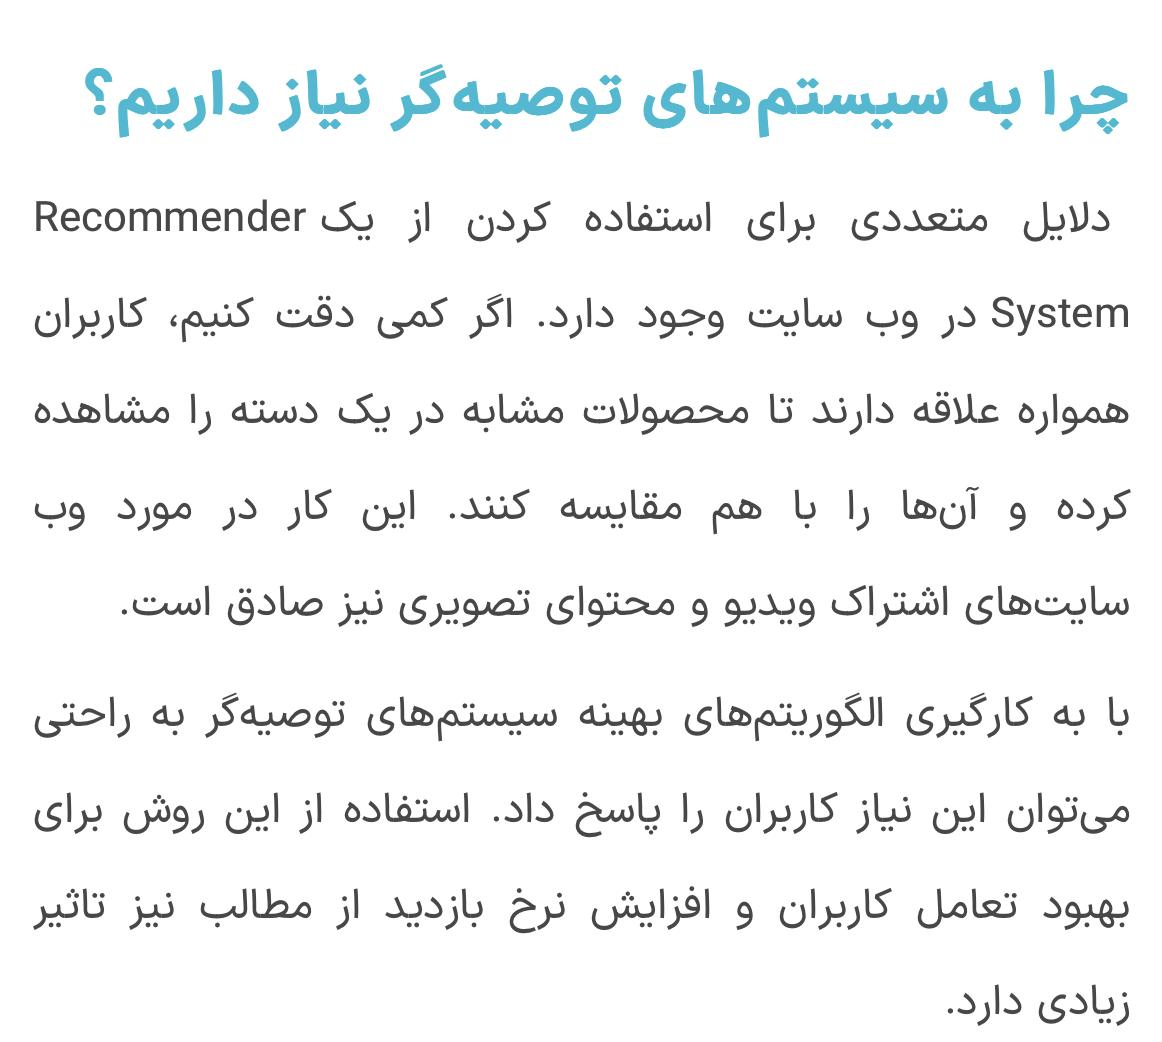 چرا به سیستم‌های توصیه‌گر نیاز داریم؟
دلایل متعددی برای استفاده کردن از یک Recommender
System در وب سایت وجود دارد. اگر کمی دقت کنیم، کاربران
همواره علاقه دارند تا محصولات مشابه در یک دسته را مشاهده
کرده و آن‌ها را با هم مقایسه کنند. این کار در مورد وب
سایت‌های اشتراک ویدیو و محتوای تصویری نیز صادق است.
با به کارگیری الگوریتم‌های بهینه سیستم‌های توصیه‌گر به راحتی
می‌توان این نیاز کاربران را پاسخ داد. استفاده از این روش برای
بهبود تعامل کاربران و افزایش نرخ بازدید از مطالب نیز تاثیر
زیادی دارد.